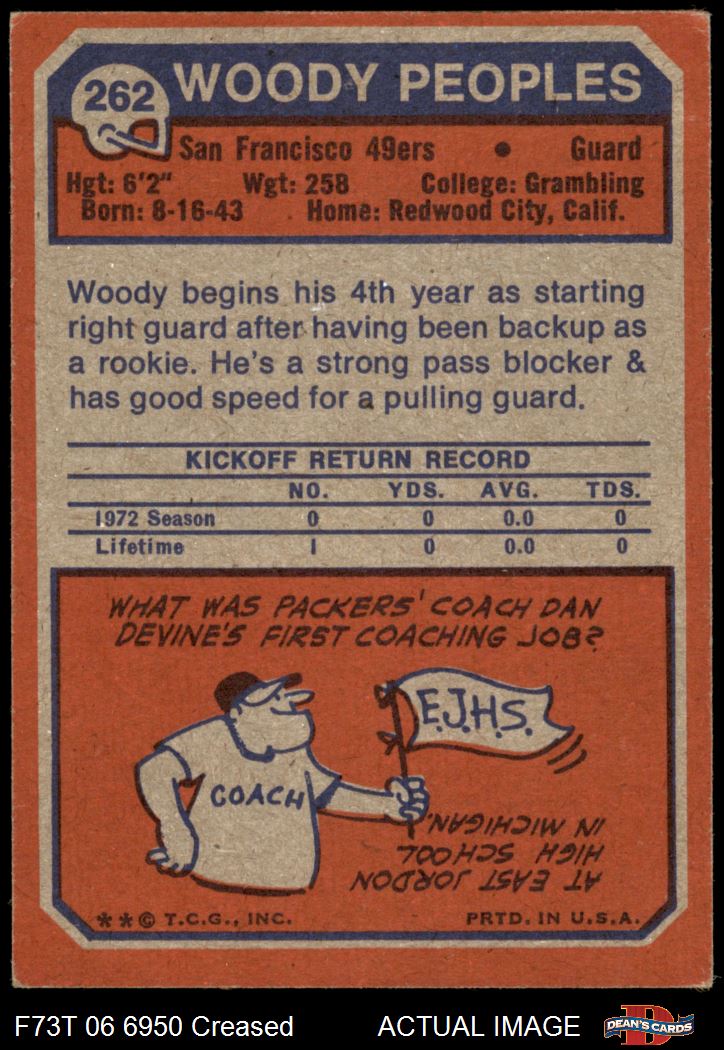 262
WOODY PEOPLES
San Francisco 49ers • Guard
Hgt: 6'2" Wgt: 258 College: Grambling
Born: 8-16-43 Home: Redwood City, Calif.
Woody begins his 4th year as starting
right guard after having been backup as
a rookie. He's a strong pass blocker &
has good speed for a pulling guard.
KICKOFF RETURN RECORD
NO. YDS. AVG. TDS.
1972 Season 0 0 0.0 0
Lifetime 1 0 0.0 0
WHAT WAS PACKERS' COACH DAN
DEVINE'S FIRST COACHING JOB?
E.J.H.S.
COACH
AT EAST JORDON
HIGH SCHOOL
IN MICHIGAN.
**© T.C.G., INC. PRTD. IN U.S.A.
F73T 06 6950 Creased ACTUAL IMAGE
D
DEAN'S CARDS